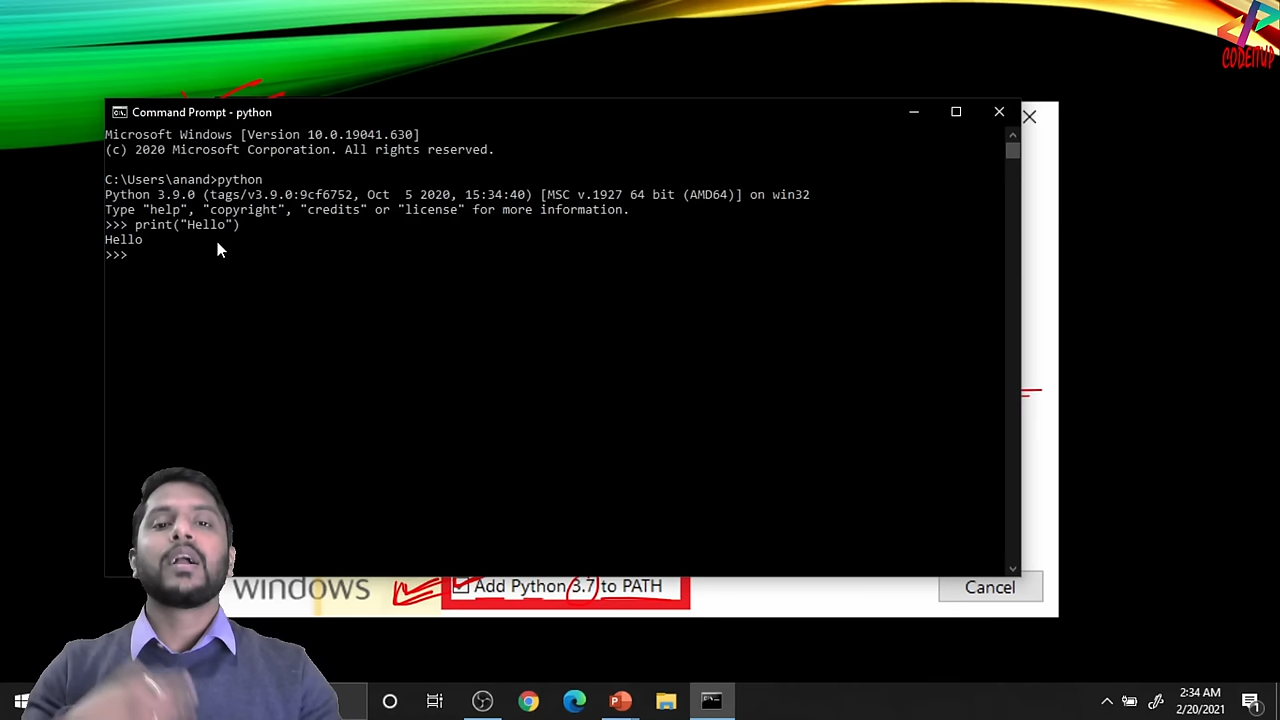 CODEITUP
Command Prompt - python
Microsoft Windows [Version 10.0.19041.630]
(c) 2020 Microsoft Corporation. All rights reserved.
C:\Users\anand>python
Python 3.9.0 (tags/v3.9.0:9cf6752, Oct  5 2020, 15:34:40) [MSC v.1927 64 bit (AMD64)] on win32
Type "help", "copyright", "credits" or "license" for more information.
>>> print("Hello")
Hello
>>>
windows
Add Python 3.7 to PATH
Cancel
2:34 AM
2/20/2021
1